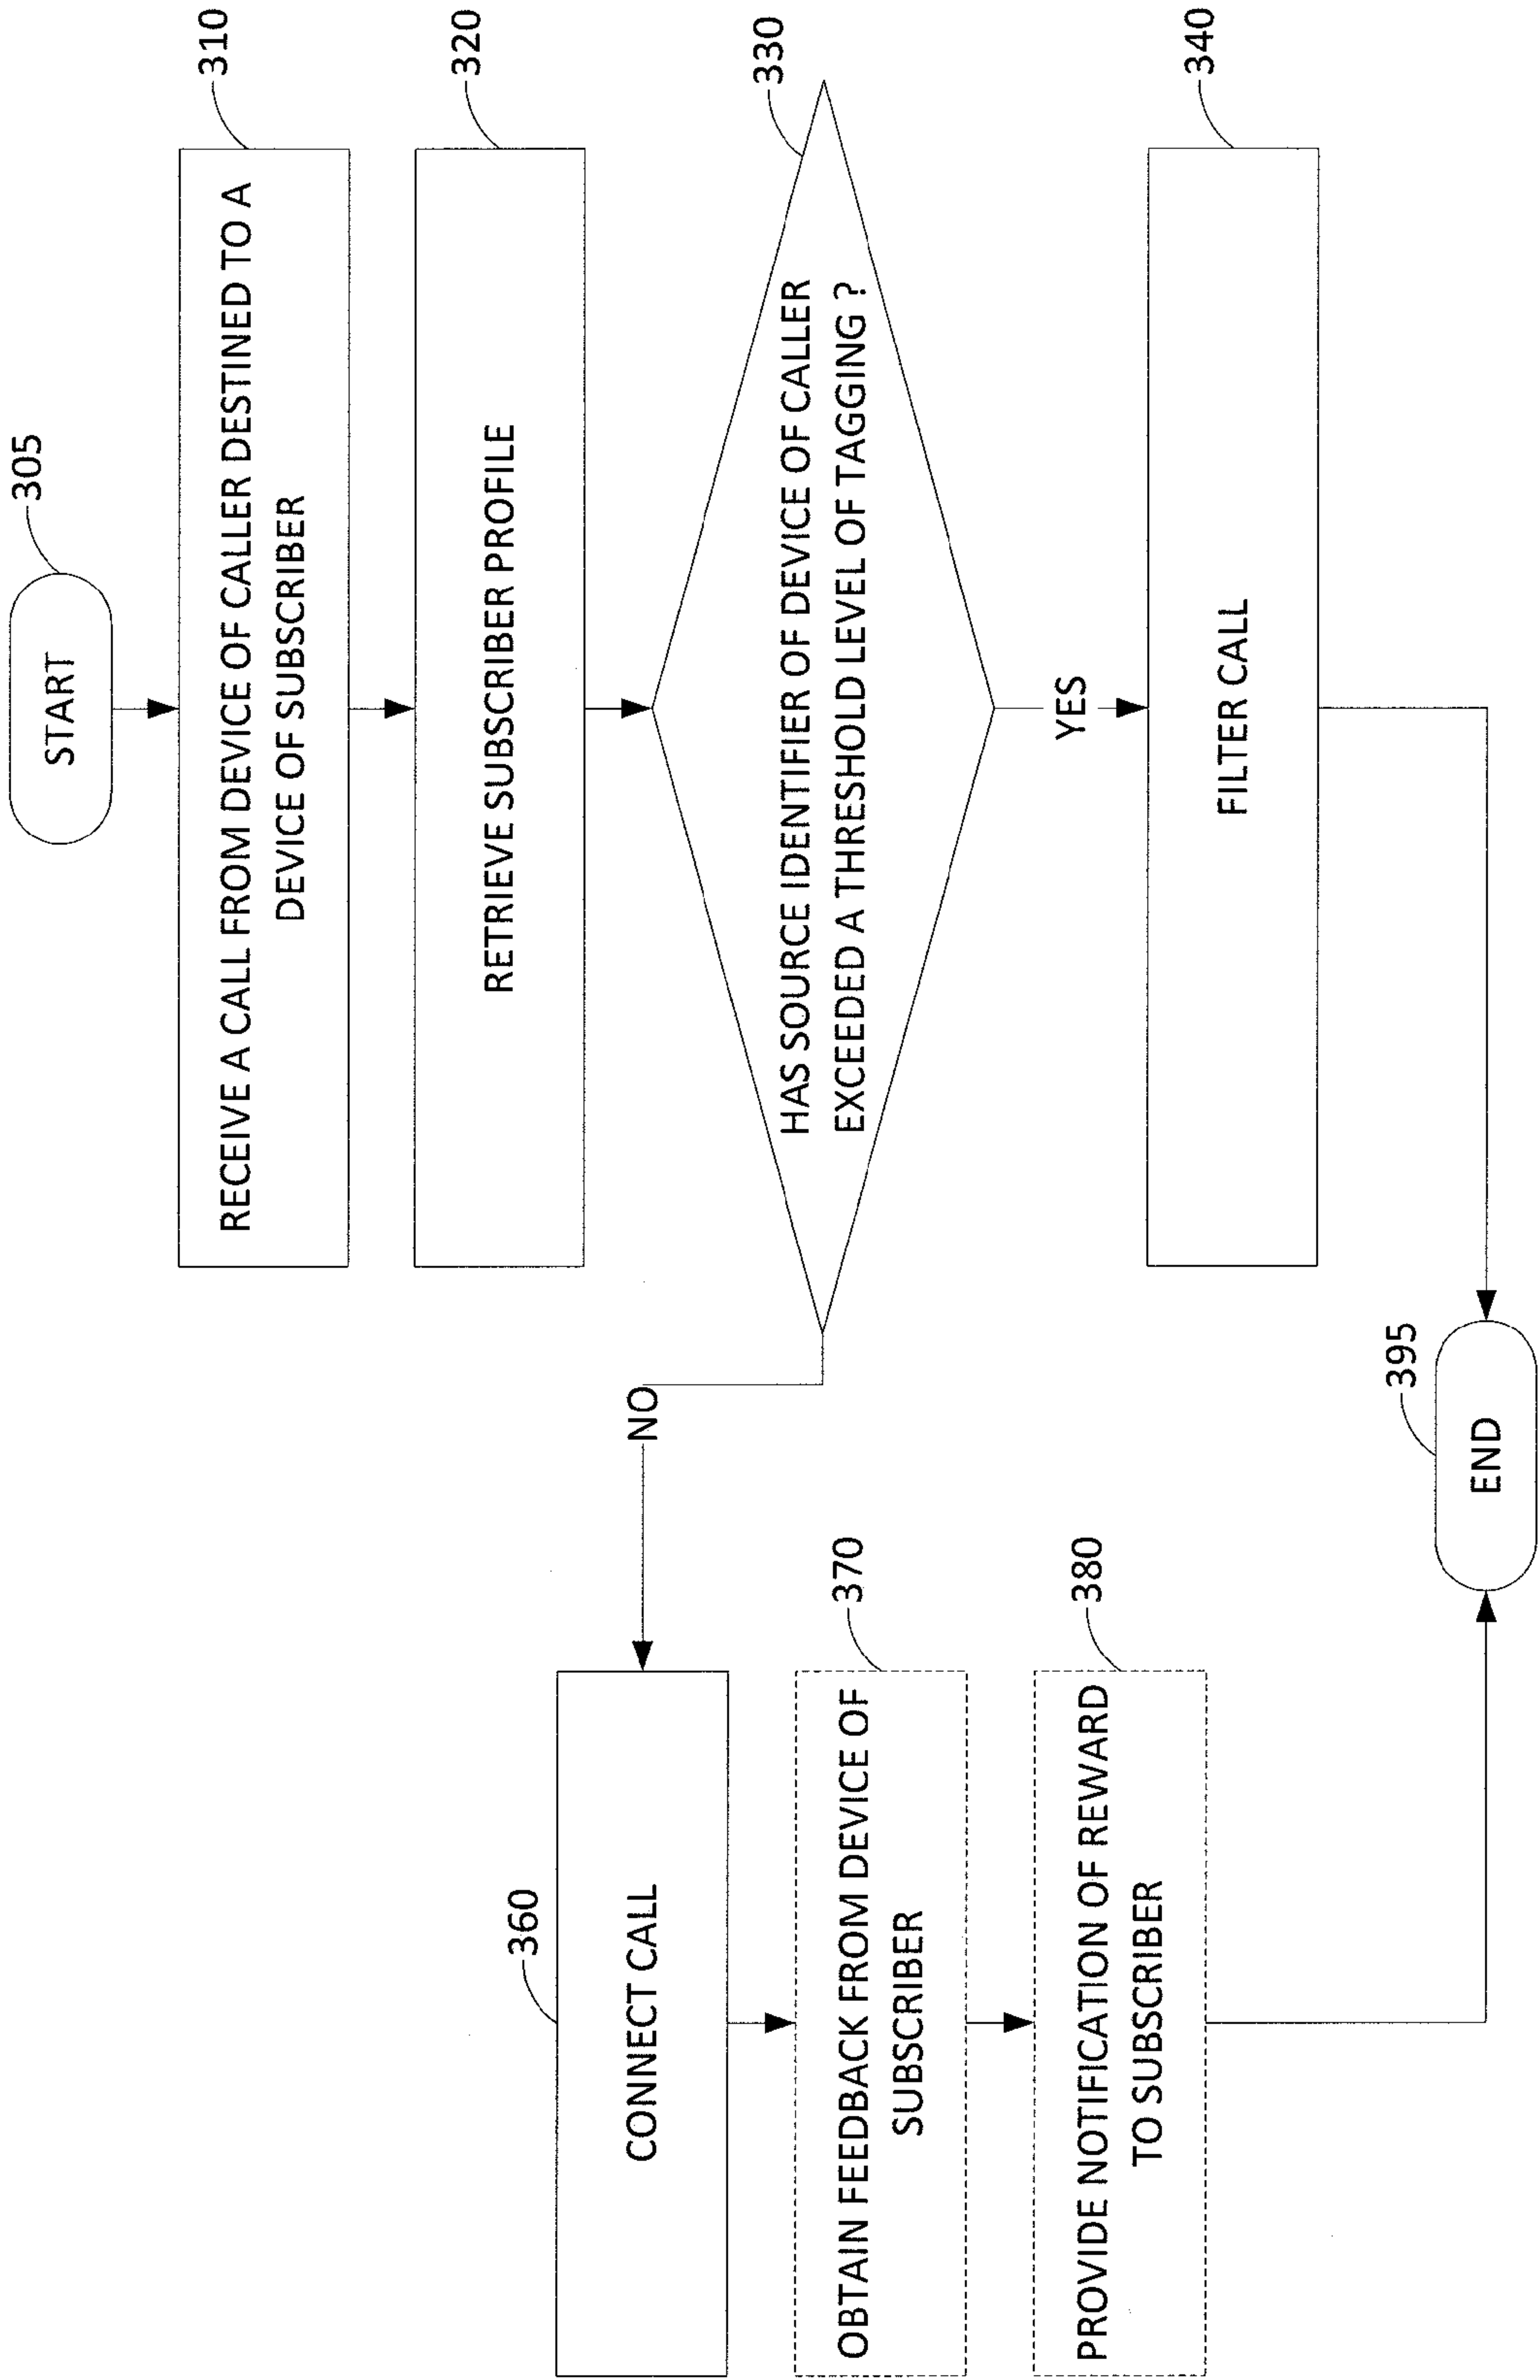 305
START
310
RECEIVE A CALL FROM DEVICE OF CALLER DESTINED TO A
DEVICE OF SUBSCRIBER
320
RETRIEVE SUBSCRIBER PROFILE
330
HAS SOURCE IDENTIFIER OF DEVICE OF CALLER
EXCEEDED A THRESHOLD LEVEL OF TAGGING ?
YES
340
FILTER CALL
NO
360
CONNECT CALL
370
OBTAIN FEEDBACK FROM DEVICE OF
SUBSCRIBER
380
PROVIDE NOTIFICATION OF REWARD
TO SUBSCRIBER
395
END